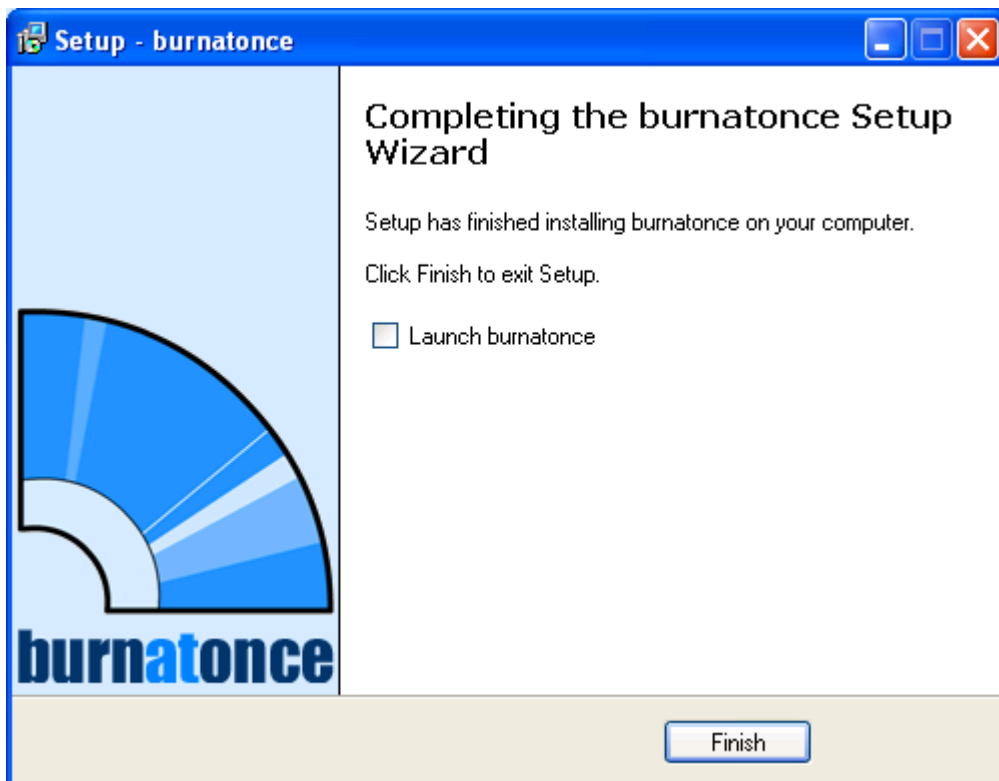 Setup - burnatonce
Completing the burnatonce Setup
Wizard
Setup has finished installing burnatonce on your computer.
Click Finish to exit Setup.
Launch burnatonce
burnatonce
Finish